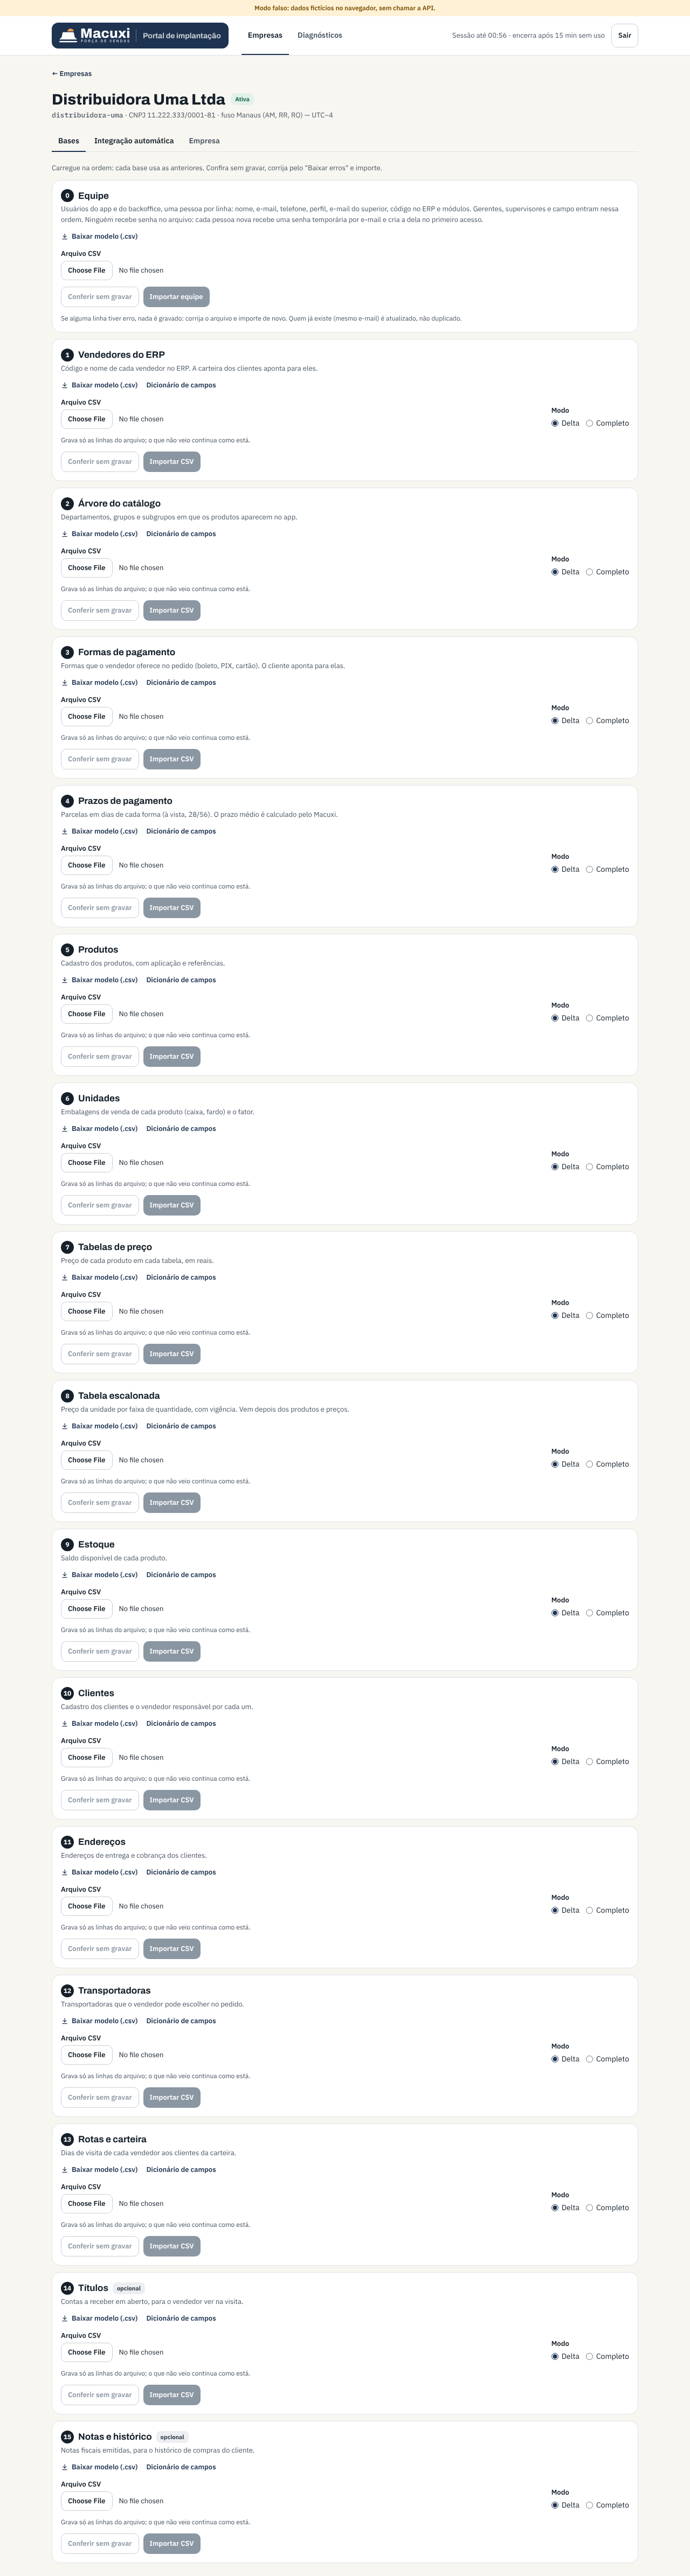 Modo falso: dados fictícios no navegador, sem chamar a API.
Macuxi
FORÇA DE VENDAS
Portal de implantação
Empresas
Diagnósticos
Sessão até 00:56 · encerra após 15 min sem uso
Sair
← Empresas
Distribuidora Uma Ltda
Ativa
distribuidora-uma · CNPJ 11.222.333/0001-81 · fuso Manaus (AM, RR, RO) — UTC−4
Bases
Integração automática
Empresa
Carregue na ordem: cada base usa as anteriores. Confira sem gravar, corrija pelo "Baixar erros" e importe.
0
Equipe
Usuários do app e do backoffice, uma pessoa por linha: nome, e-mail, telefone, perfil, e-mail do superior, código no ERP e módulos. Gerentes, supervisores e campo entram nessa
ordem. Ninguém recebe senha no arquivo: cada pessoa nova recebe uma senha temporária por e-mail e cria a dela no primeiro acesso.
Baixar modelo (.csv)
Arquivo CSV
Choose File No file chosen
Conferir sem gravar
Importar equipe
Se alguma linha tiver erro, nada é gravado: corrija o arquivo e importe de novo. Quem já existe (mesmo e-mail) é atualizado, não duplicado.
1
Vendedores do ERP
Código e nome de cada vendedor no ERP. A carteira dos clientes aponta para eles.
Baixar modelo (.csv)
Dicionário de campos
Arquivo CSV
Choose File No file chosen
Modo
Delta
Completo
Grava só as linhas do arquivo; o que não veio continua como está.
Conferir sem gravar
Importar CSV
2
Árvore do catálogo
Departamentos, grupos e subgrupos em que os produtos aparecem no app.
Baixar modelo (.csv)
Dicionário de campos
Arquivo CSV
Choose File No file chosen
Modo
Delta
Completo
Grava só as linhas do arquivo; o que não veio continua como está.
Conferir sem gravar
Importar CSV
3
Formas de pagamento
Formas que o vendedor oferece no pedido (boleto, PIX, cartão). O cliente aponta para elas.
Baixar modelo (.csv)
Dicionário de campos
Arquivo CSV
Choose File No file chosen
Modo
Delta
Completo
Grava só as linhas do arquivo; o que não veio continua como está.
Conferir sem gravar
Importar CSV
4
Prazos de pagamento
Parcelas em dias de cada forma (à vista, 28/56). O prazo médio é calculado pelo Macuxi.
Baixar modelo (.csv)
Dicionário de campos
Arquivo CSV
Choose File No file chosen
Modo
Delta
Completo
Grava só as linhas do arquivo; o que não veio continua como está.
Conferir sem gravar
Importar CSV
5
Produtos
Cadastro dos produtos, com aplicação e referências.
Baixar modelo (.csv)
Dicionário de campos
Arquivo CSV
Choose File No file chosen
Modo
Delta
Completo
Grava só as linhas do arquivo; o que não veio continua como está.
Conferir sem gravar
Importar CSV
6
Unidades
Embalagens de venda de cada produto (caixa, fardo) e o fator.
Baixar modelo (.csv)
Dicionário de campos
Arquivo CSV
Choose File No file chosen
Modo
Delta
Completo
Grava só as linhas do arquivo; o que não veio continua como está.
Conferir sem gravar
Importar CSV
7
Tabelas de preço
Preço de cada produto em cada tabela, em reais.
Baixar modelo (.csv)
Dicionário de campos
Arquivo CSV
Choose File No file chosen
Modo
Delta
Completo
Grava só as linhas do arquivo; o que não veio continua como está.
Conferir sem gravar
Importar CSV
8
Tabela escalonada
Preço da unidade por faixa de quantidade, com vigência. Vem depois dos produtos e preços.
Baixar modelo (.csv)
Dicionário de campos
Arquivo CSV
Choose File No file chosen
Modo
Delta
Completo
Grava só as linhas do arquivo; o que não veio continua como está.
Conferir sem gravar
Importar CSV
9
Estoque
Saldo disponível de cada produto.
Baixar modelo (.csv)
Dicionário de campos
Arquivo CSV
Choose File No file chosen
Modo
Delta
Completo
Grava só as linhas do arquivo; o que não veio continua como está.
Conferir sem gravar
Importar CSV
10
Clientes
Cadastro dos clientes e o vendedor responsável por cada um.
Baixar modelo (.csv)
Dicionário de campos
Arquivo CSV
Choose File No file chosen
Modo
Delta
Completo
Grava só as linhas do arquivo; o que não veio continua como está.
Conferir sem gravar
Importar CSV
11
Endereços
Endereços de entrega e cobrança dos clientes.
Baixar modelo (.csv)
Dicionário de campos
Arquivo CSV
Choose File No file chosen
Modo
Delta
Completo
Grava só as linhas do arquivo; o que não veio continua como está.
Conferir sem gravar
Importar CSV
12
Transportadoras
Transportadoras que o vendedor pode escolher no pedido.
Baixar modelo (.csv)
Dicionário de campos
Arquivo CSV
Choose File No file chosen
Modo
Delta
Completo
Grava só as linhas do arquivo; o que não veio continua como está.
Conferir sem gravar
Importar CSV
13
Rotas e carteira
Dias de visita de cada vendedor aos clientes da carteira.
Baixar modelo (.csv)
Dicionário de campos
Arquivo CSV
Choose File No file chosen
Modo
Delta
Completo
Grava só as linhas do arquivo; o que não veio continua como está.
Conferir sem gravar
Importar CSV
14
Títulos
opcional
Contas a receber em aberto, para o vendedor ver na visita.
Baixar modelo (.csv)
Dicionário de campos
Arquivo CSV
Choose File No file chosen
Modo
Delta
Completo
Grava só as linhas do arquivo; o que não veio continua como está.
Conferir sem gravar
Importar CSV
15
Notas e histórico
opcional
Notas fiscais emitidas, para o histórico de compras do cliente.
Baixar modelo (.csv)
Dicionário de campos
Arquivo CSV
Choose File No file chosen
Modo
Delta
Completo
Grava só as linhas do arquivo; o que não veio continua como está.
Conferir sem gravar
Importar CSV